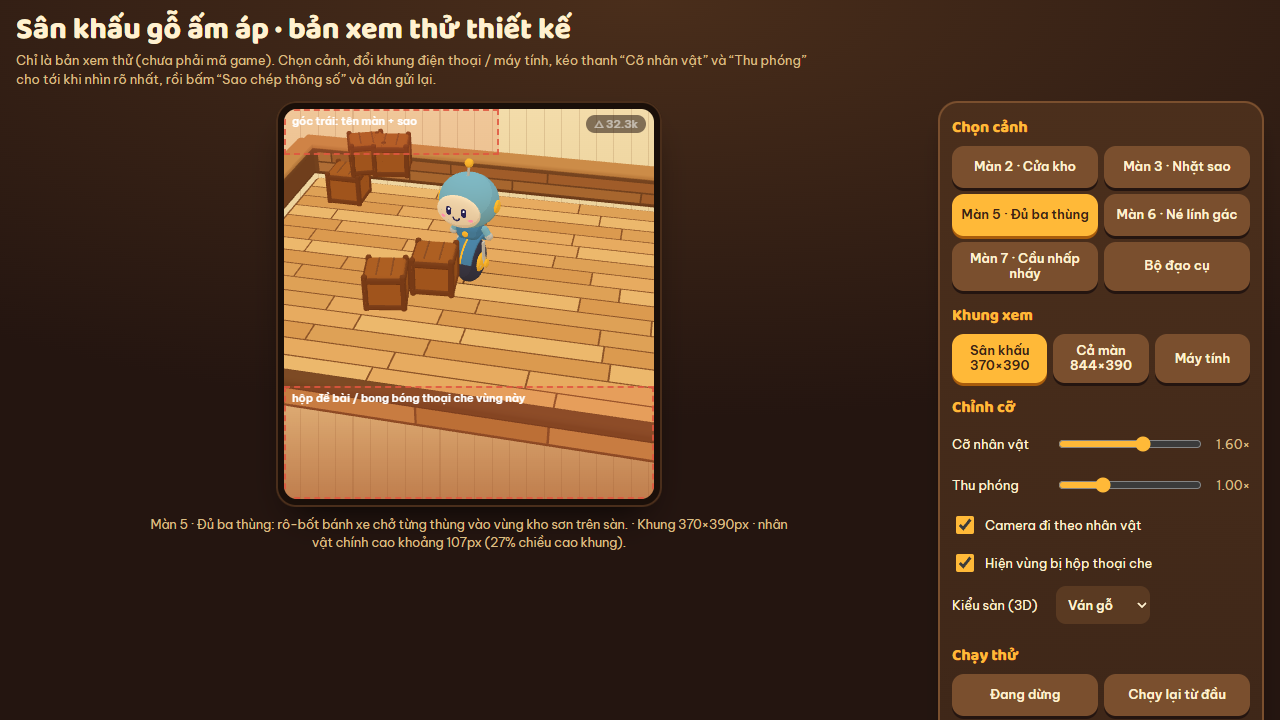 Sân khấu gỗ ấm áp · bản xem thử thiết kế
Chỉ là bản xem thử (chưa phải mã game). Chọn cảnh, đổi khung điện thoại / máy tính, kéo thanh “Cỡ nhân vật” và “Thu phóng”
cho tới khi nhìn rõ nhất, rồi bấm “Sao chép thông số” và dán gửi lại.
góc trái: tên màn + sao
△ 32.3k
hộp đề bài / bong bóng thoại che vùng này
Màn 5 · Đủ ba thùng: rô-bốt bánh xe chở từng thùng vào vùng kho sơn trên sàn. · Khung 370×390px · nhân
vật chính cao khoảng 107px (27% chiều cao khung).
Chọn cảnh
Màn 2 · Cửa kho
Màn 3 · Nhặt sao
Màn 5 · Đủ ba thùng
Màn 6 · Né lính gác
Màn 7 · Cầu nhấp
nháy
Bộ đạo cụ
Khung xem
Sân khấu
370×390
Cả màn
844×390
Máy tính
Chỉnh cỡ
Cỡ nhân vật
1.60×
Thu phóng
1.00×
Camera đi theo nhân vật
Hiện vùng bị hộp thoại che
Kiểu sàn (3D)
Ván gỗ
Chạy thử
Đang dừng
Chạy lại từ đầu